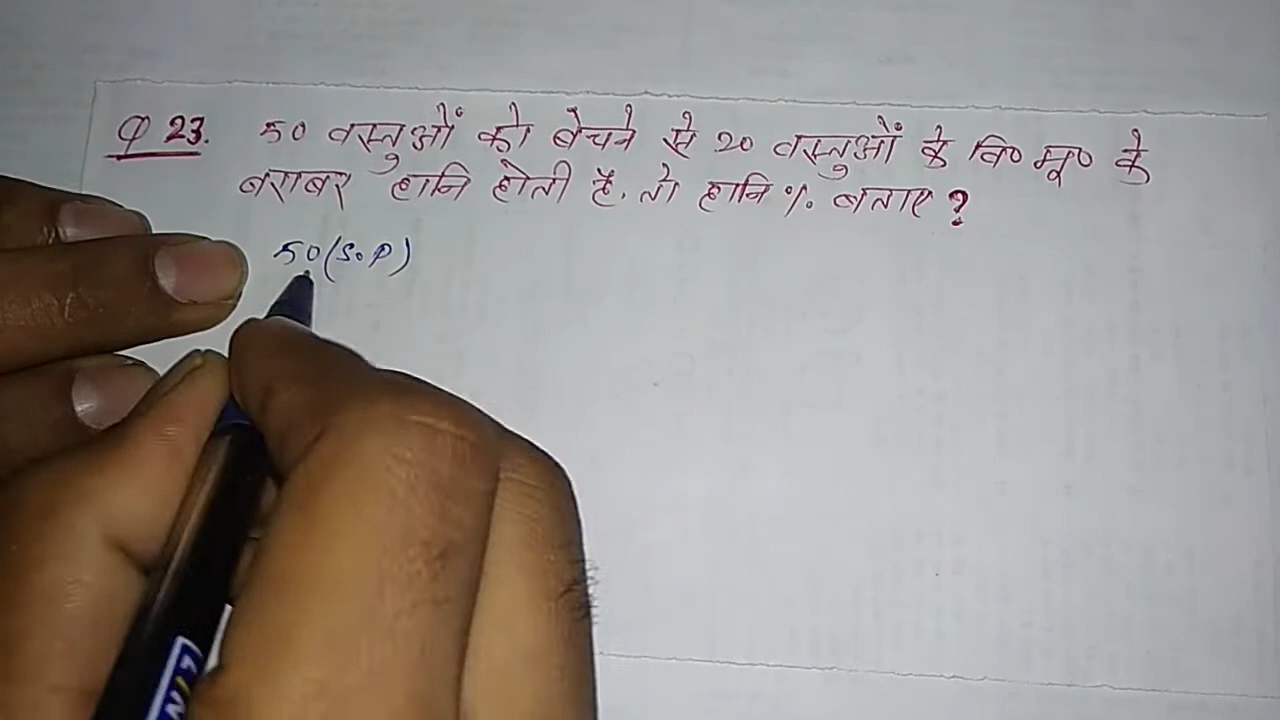 Q 23. 50 वस्तुओं को बेचने से 20 वस्तुओं के वि० मू० के
बराबर हानि होती है. तो हानि %. बताए?
50(S.P)